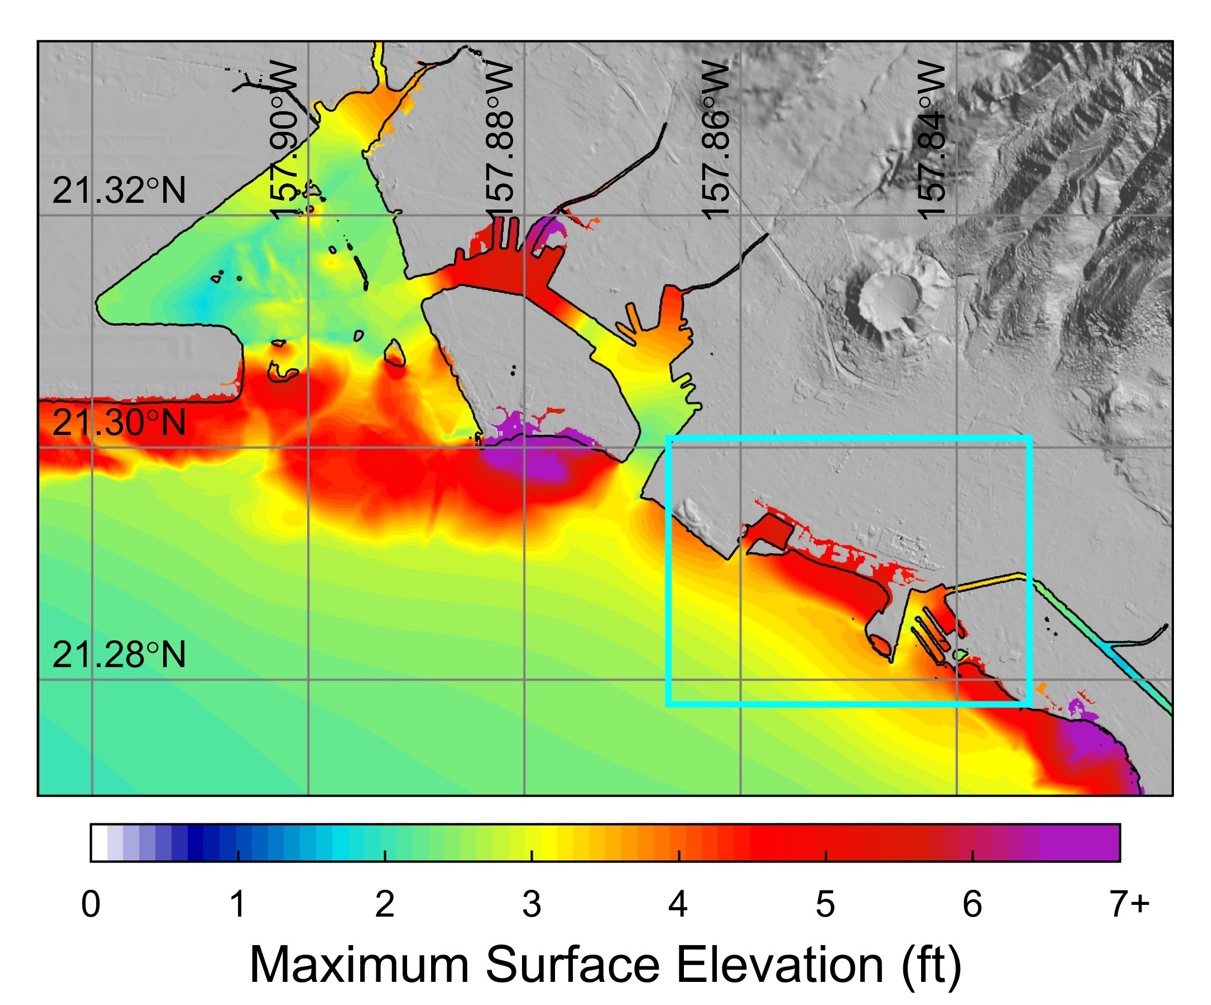 157.90°W
157.88°W
157.86°W
157.84°W
21.32°N
21.30°N
21.28°N
0 1 2 3 4 5 6 7+
Maximum Surface Elevation (ft)